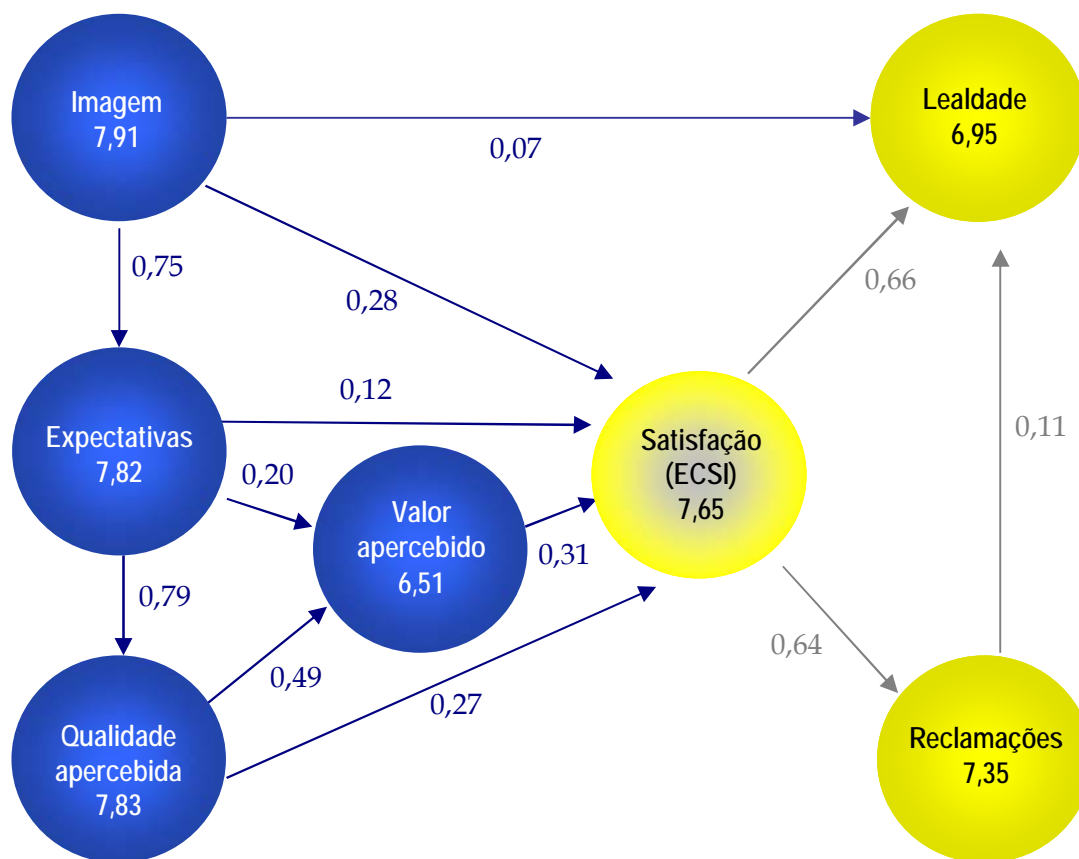 Imagem
7,91
Lealdade
6,95
0,07
0,75
0,28
0,66
Expectativas
7,82
0,12
0,20
Valor
apercebido
6,51
0,31
Satisfação
(ECSI)
7,65
0,11
0,79
0,49
0,27
0,64
Qualidade
apercebida
7,83
Reclamações
7,35